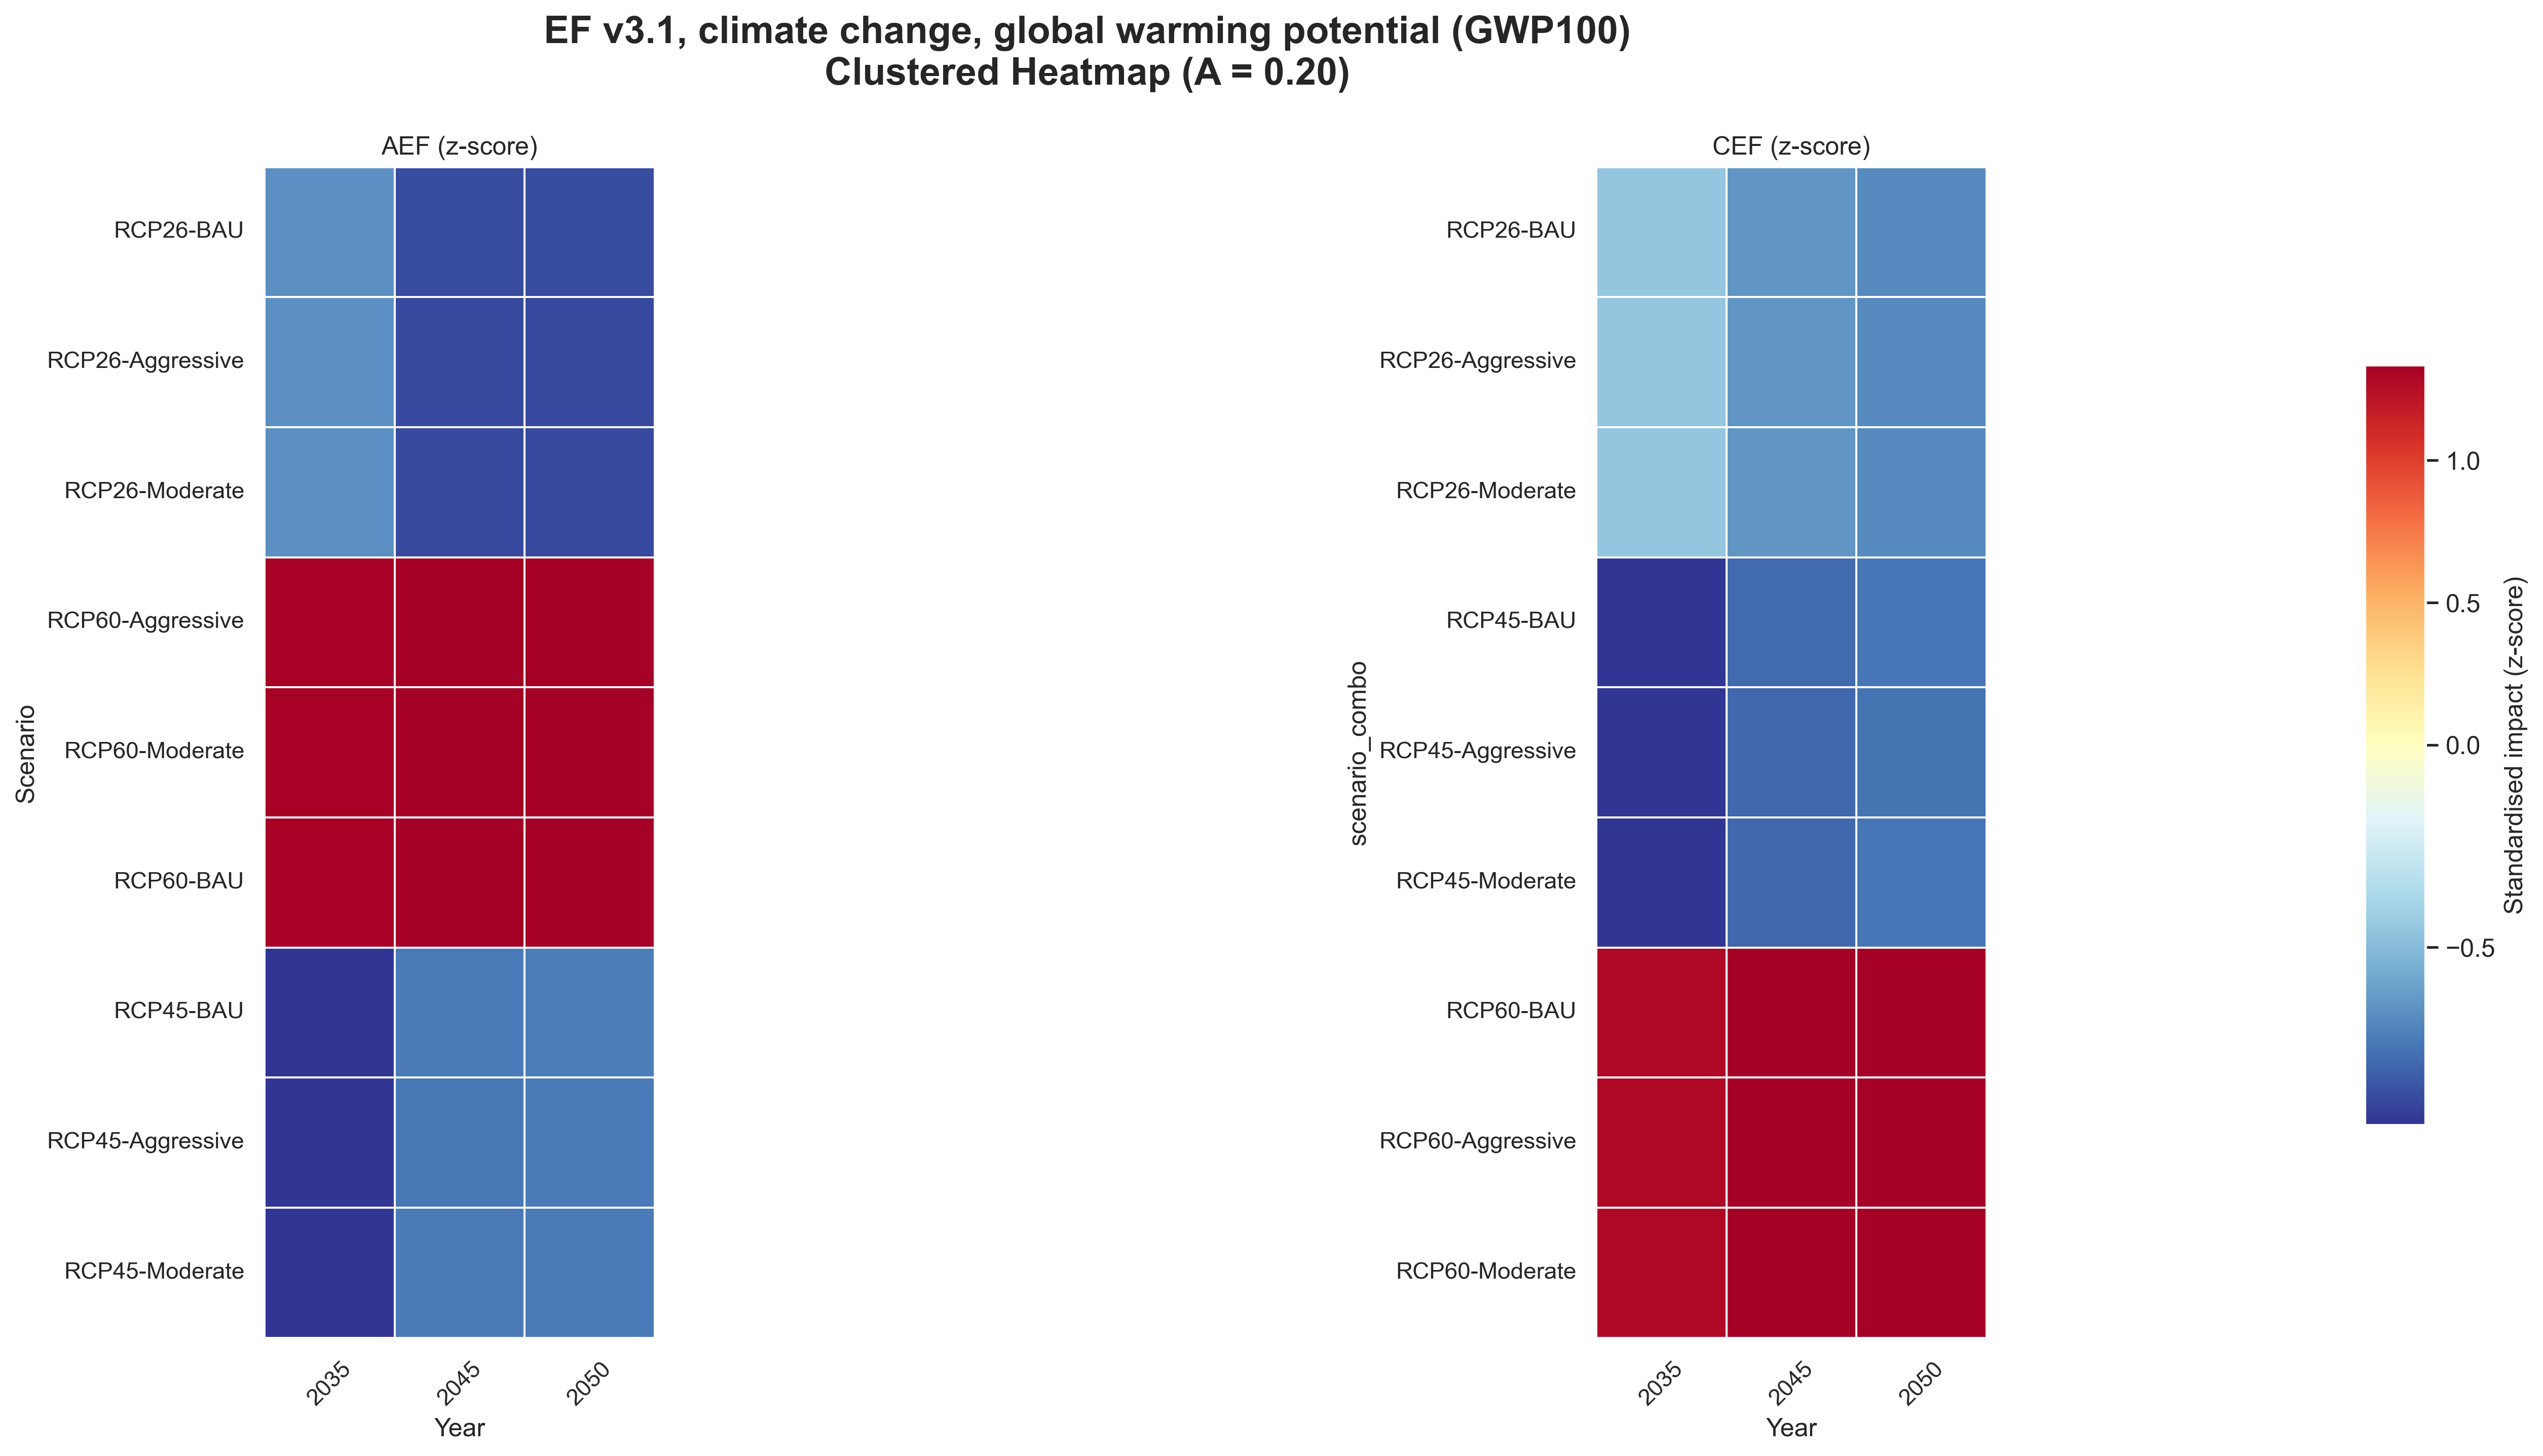 EF v3.1, climate change, global warming potential (GWP100)
Clustered Heatmap (A = 0.20)
AEF (z-score)
Scenario
RCP26-BAU
RCP26-Aggressive
RCP26-Moderate
RCP60-Aggressive
RCP60-Moderate
RCP60-BAU
RCP45-BAU
RCP45-Aggressive
RCP45-Moderate
2035
2045
2050
Year
CEF (z-score)
scenario_combo
RCP26-BAU
RCP26-Aggressive
RCP26-Moderate
RCP45-BAU
RCP45-Aggressive
RCP45-Moderate
RCP60-BAU
RCP60-Aggressive
RCP60-Moderate
2035
2045
2050
Year
1.0
0.5
0.0
−0.5
Standardised impact (z-score)